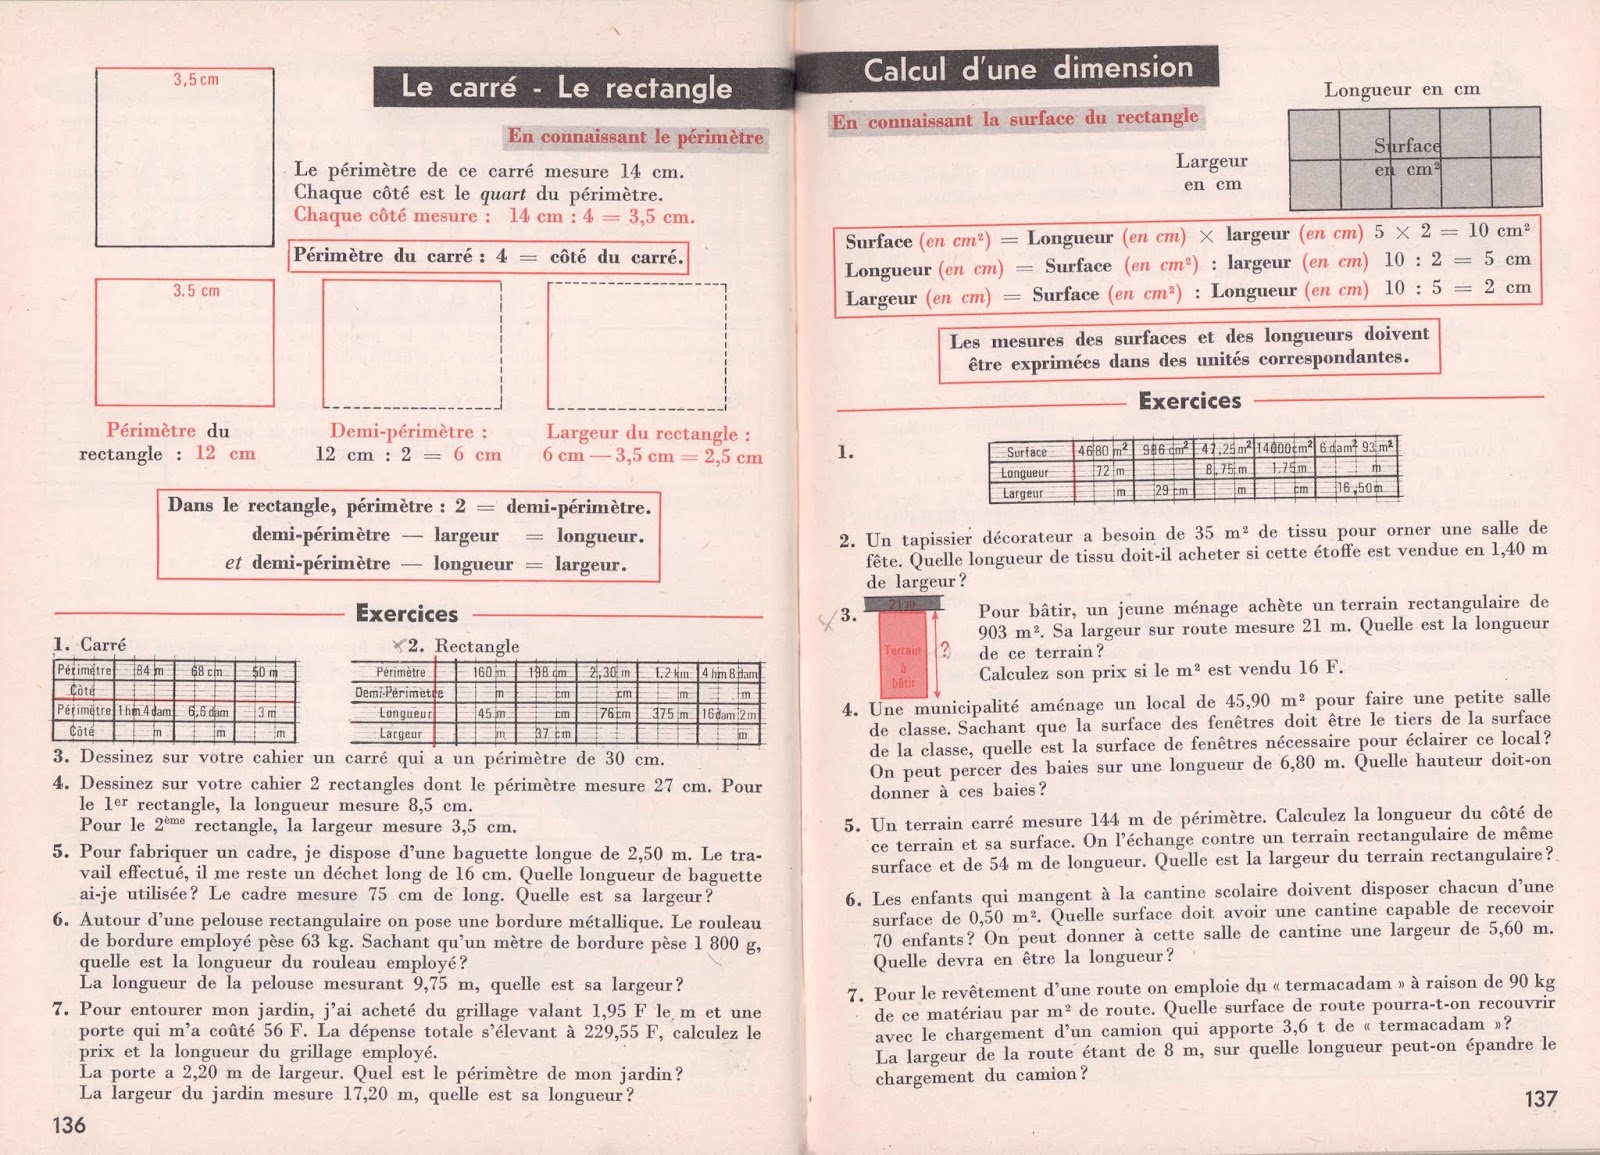 3,5 cm
Le carré - Le rectangle
En connaissant le périmètre
Le périmètre de ce carré mesure 14 cm.
Chaque côté est le quart du périmètre.
Chaque côté mesure : 14 cm : 4 = 3,5 cm.
Périmètre du carré : 4 = côté du carré.
3.5 cm
Périmètre du
rectangle : 12 cm
Demi-périmètre :
12 cm : 2 = 6 cm
Largeur du rectangle :
6 cm — 3,5 cm = 2,5 cm
Dans le rectangle, périmètre : 2 = demi-périmètre.
demi-périmètre — largeur = longueur.
et demi-périmètre — longueur = largeur.
Exercices
1. Carré
Périmètre 84 m 68 cm 50 m
Côté
Périmètre 1 hm 4 dam 6,6 dam 3 m
Côté m m m
2. Rectangle
Périmètre 160 m 198 cm 2,30 m 1.2 km 4 hm 8 dam
Demi-Périmètre m cm cm m m
Longueur 45 m cm 76 cm 375 m 16 dam 2 m
Largeur m 37 cm m
3. Dessinez sur votre cahier un carré qui a un périmètre de 30 cm.
4. Dessinez sur votre cahier 2 rectangles dont le périmètre mesure 27 cm. Pour
le 1er rectangle, la longueur mesure 8,5 cm.
Pour le 2ème rectangle, la largeur mesure 3,5 cm.
5. Pour fabriquer un cadre, je dispose d'une baguette longue de 2,50 m. Le tra-
vail effectué, il me reste un déchet long de 16 cm. Quelle longueur de baguette
ai-je utilisée ? Le cadre mesure 75 cm de long. Quelle est sa largeur ?
6. Autour d'une pelouse rectangulaire on pose une bordure métallique. Le rouleau
de bordure employé pèse 63 kg. Sachant qu'un mètre de bordure pèse 1 800 g,
quelle est la longueur du rouleau employé ?
La longueur de la pelouse mesurant 9,75 m, quelle est sa largeur ?
7. Pour entourer mon jardin, j'ai acheté du grillage valant 1,95 F le m et une
porte qui m'a coûté 56 F. La dépense totale s'élevant à 229,55 F, calculez le
prix et la longueur du grillage employé.
La porte a 2,20 m de largeur. Quel est le périmètre de mon jardin ?
La largeur du jardin mesure 17,20 m, quelle est sa longueur ?
136
Calcul d'une dimension
En connaissant la surface du rectangle
Longueur en cm
Largeur
en cm
Surface
en cm²
Surface (en cm²) = Longueur (en cm) × largeur (en cm) 5 × 2 = 10 cm²
Longueur (en cm) = Surface (en cm²) : largeur (en cm) 10 : 2 = 5 cm
Largeur (en cm) = Surface (en cm²) : Longueur (en cm) 10 : 5 = 2 cm
Les mesures des surfaces et des longueurs doivent
être exprimées dans des unités correspondantes.
Exercices
1.
Surface 4680 m² 986 cm² 47,25 m² 14000 cm² 6 dam² 93 m²
Longueur 72 m 8,75 m 1.75 m m
Largeur m 29 cm m cm 16,50 m
2. Un tapissier décorateur a besoin de 35 m² de tissu pour orner une salle de
fête. Quelle longueur de tissu doit-il acheter si cette étoffe est vendue en 1,40 m
de largeur ?
3.
21 m
Terrain
à
bâtir
(?)
Pour bâtir, un jeune ménage achète un terrain rectangulaire de
903 m². Sa largeur sur route mesure 21 m. Quelle est la longueur
de ce terrain ?
Calculez son prix si le m² est vendu 16 F.
4. Une municipalité aménage un local de 45,90 m² pour faire une petite salle
de classe. Sachant que la surface des fenêtres doit être le tiers de la surface
de la classe, quelle est la surface de fenêtres nécessaire pour éclairer ce local ?
On peut percer des baies sur une longueur de 6,80 m. Quelle hauteur doit-on
donner à ces baies ?
5. Un terrain carré mesure 144 m de périmètre. Calculez la longueur du côté de
ce terrain et sa surface. On l'échange contre un terrain rectangulaire de même
surface et de 54 m de longueur. Quelle est la largeur du terrain rectangulaire ?
6. Les enfants qui mangent à la cantine scolaire doivent disposer chacun d'une
surface de 0,50 m². Quelle surface doit avoir une cantine capable de recevoir
70 enfants ? On peut donner à cette salle de cantine une largeur de 5,60 m.
Quelle devra en être la longueur ?
7. Pour le revêtement d'une route on emploie du « termacadam » à raison de 90 kg
de ce matériau par m² de route. Quelle surface de route pourra-t-on recouvrir
avec le chargement d'un camion qui apporte 3,6 t de « termacadam » ?
La largeur de la route étant de 8 m, sur quelle longueur peut-on épandre le
chargement du camion ?
137